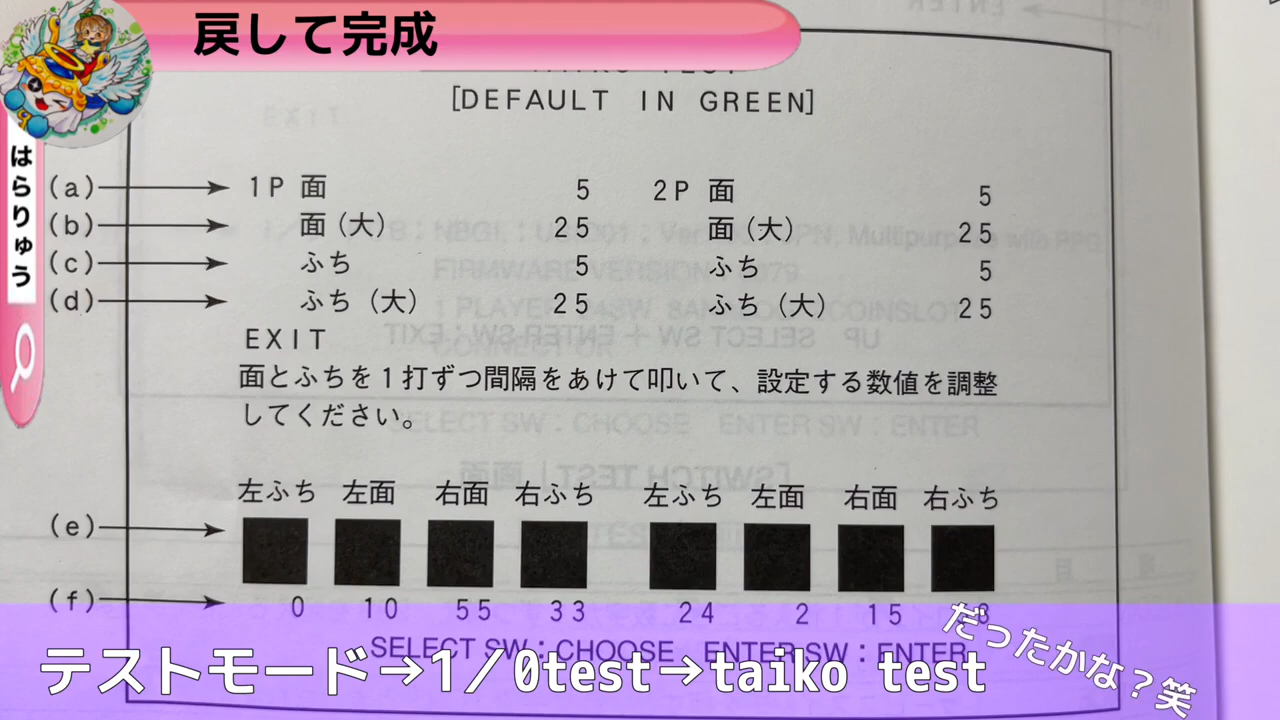 戻して完成
はらりゅう
TAIKO TEST
[DEFAULT IN GREEN]
(a) 1P 面 5 2P 面 5
(b) 面(大) 25 面(大) 25
(c) ふち 5 ふち 5
(d) ふち(大) 25 ふち(大) 25
EXIT
面とふちを1打ずつ間隔をあけて叩いて、設定する数値を調整
してください。
左ふち 左面 右面 右ふち 左ふち 左面 右面 右ふち
(e)
(f) 0 10 55 33 24 2 15
SELECT SW:CHOOSE ENTER SW:ENTER
テストモード→1/0test→taiko test
だったかな?笑